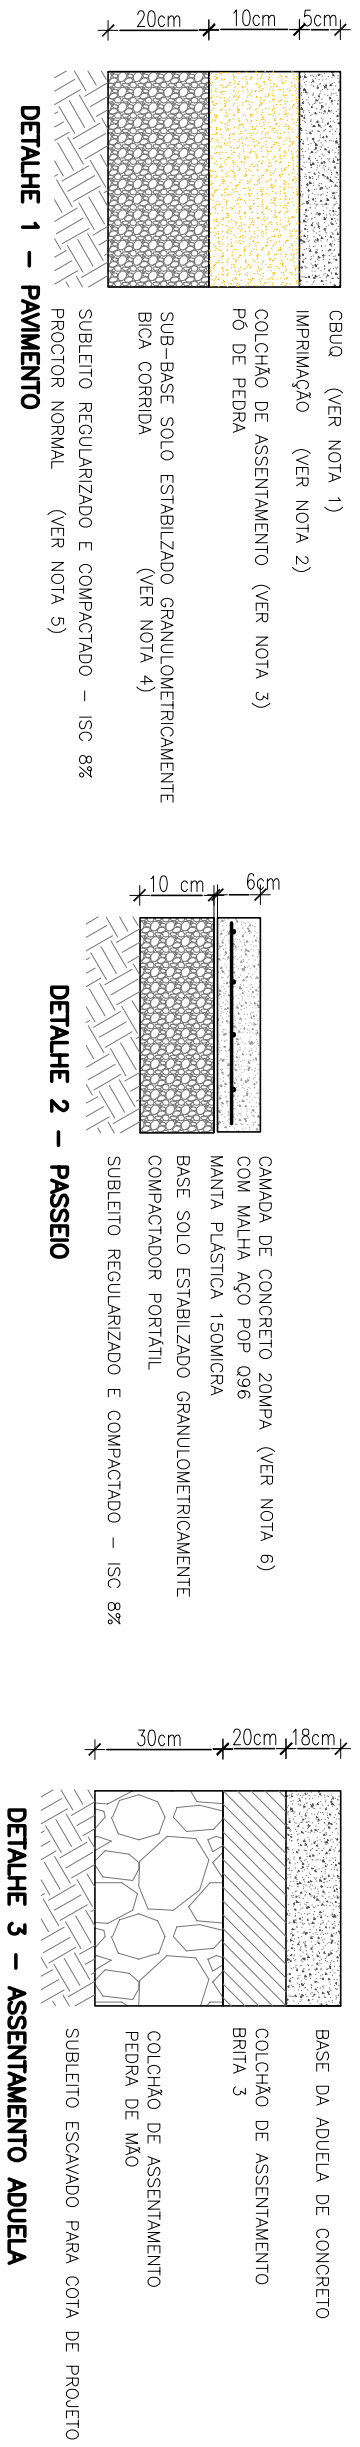 5cm
10cm
20cm
CBUQ (VER NOTA 1)
IMPRIMAÇÃO (VER NOTA 2)
COLCHÃO DE ASSENTAMENTO (VER NOTA 3)
PÓ DE PEDRA
SUB-BASE SOLO ESTABILZADO GRANULOMETRICAMENTE
BICA CORRIDA (VER NOTA 4)
SUBLEITO REGULARIZADO E COMPACTADO - ISC 8%
PROCTOR NORMAL (VER NOTA 5)
DETALHE 1 - PAVIMENTO
6cm
10 cm
CAMADA DE CONCRETO 20MPA (VER NOTA 6)
COM MALHA AÇO POP Q96
MANTA PLÁSTICA 150MICRA
BASE SOLO ESTABILZADO GRANULOMETRICAMENTE
COMPACTADOR PORTÁTIL
SUBLEITO REGULARIZADO E COMPACTADO - ISC 8%
DETALHE 2 - PASSEIO
18cm
20cm
30cm
BASE DA ADUELA DE CONCRETO
COLCHÃO DE ASSENTAMENTO
BRITA 3
COLCHÃO DE ASSENTAMENTO
PEDRA DE MÃO
SUBLEITO ESCAVADO PARA COTA DE PROJETO
DETALHE 3 - ASSENTAMENTO ADUELA